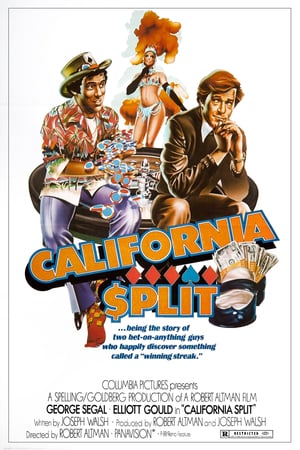 CALIFORNIA
$PLIT
...being the story of
two bet-on-anything guys
who happily discover something
called a "winning streak."
COLUMBIA PICTURES presents
A SPELLING/GOLDBERG PRODUCTION OF A ROBERT ALTMAN FILM
GEORGE SEGAL · ELLIOTT GOULD in "CALIFORNIA SPLIT"
Written by JOSEPH WALSH Produced by ROBERT ALTMAN and JOSEPH WALSH
Directed by ROBERT ALTMAN · PANAVISION®
R RESTRICTED